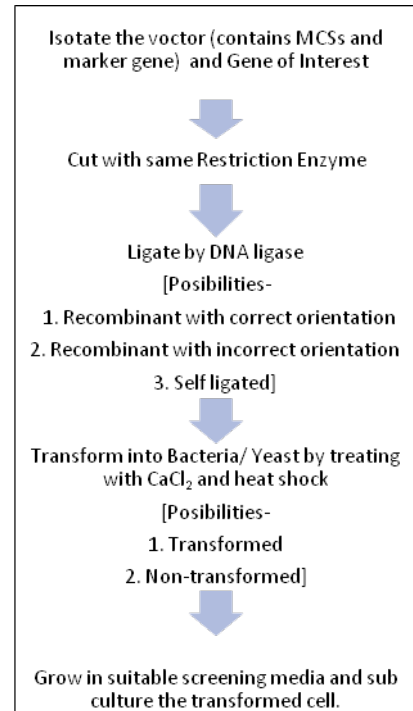 Isotate the voctor (contains MCSs and
marker gene) and Gene of Interest
Cut with same Restriction Enzyme
Ligate by DNA ligase
[Posibilities-
1. Recombinant with correct orientation
2. Recombinant with incorrect orientation
3. Self ligated]
Transform into Bacteria/ Yeast by treating
with CaCl₂ and heat shock
[Posibilities-
1. Transformed
2. Non-transformed]
Grow in suitable screening media and sub
culture the transformed cell.